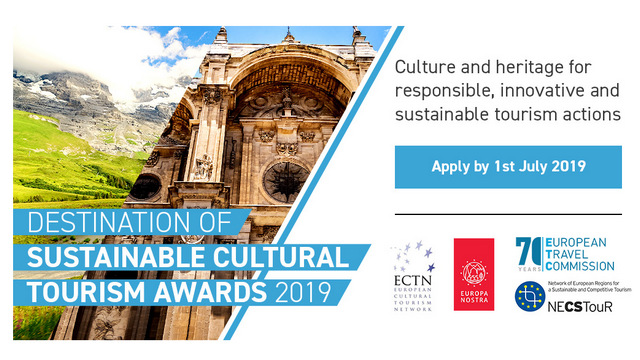 DESTINATION OF
SUSTAINABLE CULTURAL
TOURISM AWARDS 2019
Culture and heritage for
responsible, innovative and
sustainable tourism actions
Apply by 1st July 2019
ECTN
EUROPEAN
CULTURAL
TOURISM
NETWORK
EUROPA
NOSTRA
70
YEARS
EUROPEAN
TRAVEL
COMMISSION
Network of European Regions for
a Sustainable and Competitive Tourism
NECSTouR